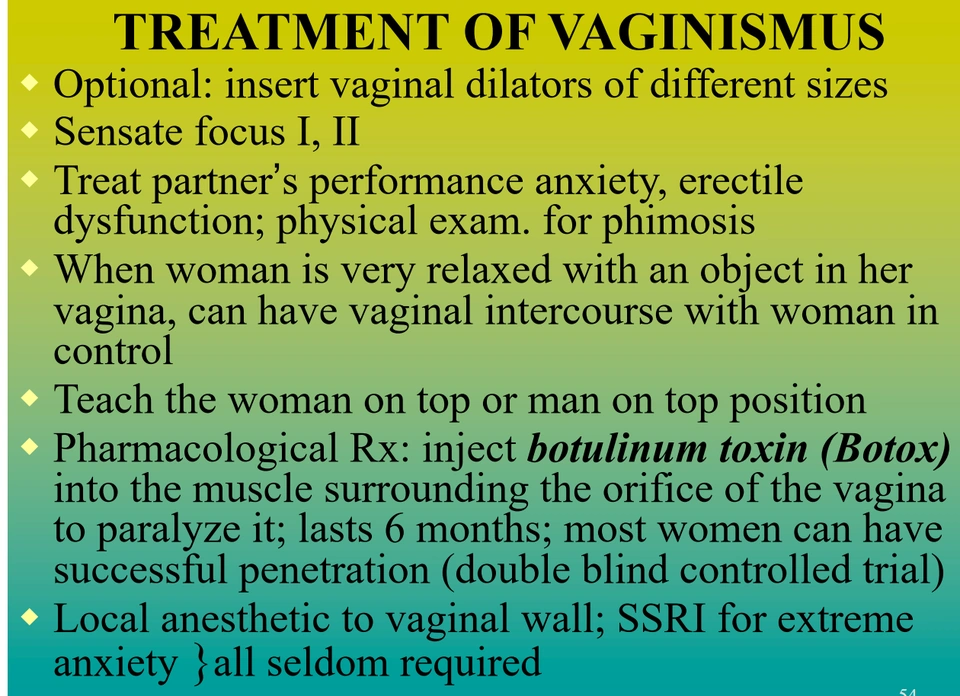 TREATMENT OF VAGINISMUS
Optional: insert vaginal dilators of different sizes
Sensate focus I, II
Treat partner’s performance anxiety, erectile
dysfunction; physical exam. for phimosis
When woman is very relaxed with an object in her
vagina, can have vaginal intercourse with woman in
control
Teach the woman on top or man on top position
Pharmacological Rx: inject botulinum toxin (Botox)
into the muscle surrounding the orifice of the vagina
to paralyze it; lasts 6 months; most women can have
successful penetration (double blind controlled trial)
Local anesthetic to vaginal wall; SSRI for extreme
anxiety }all seldom required
54